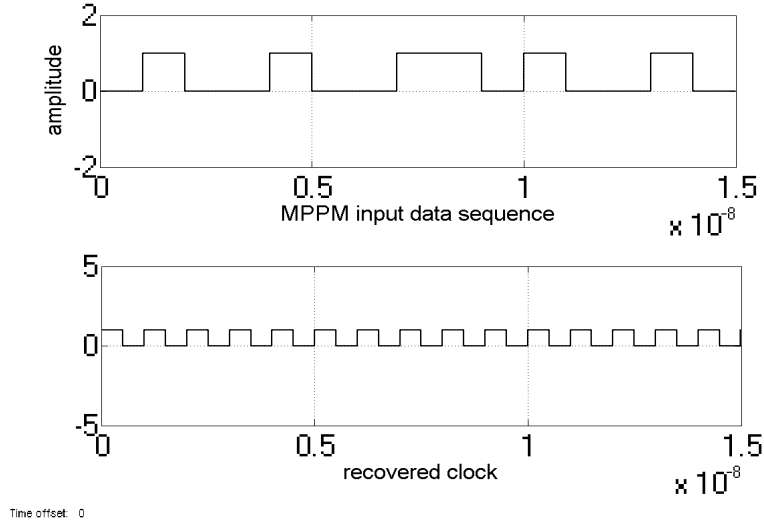 2
amplitude
0
-2
0 0.5 1 1.5
MPPM input data sequence
x 10-8
5
0
-5
0 0.5 1 1.5
recovered clock
x 10-8
Time offset: 0